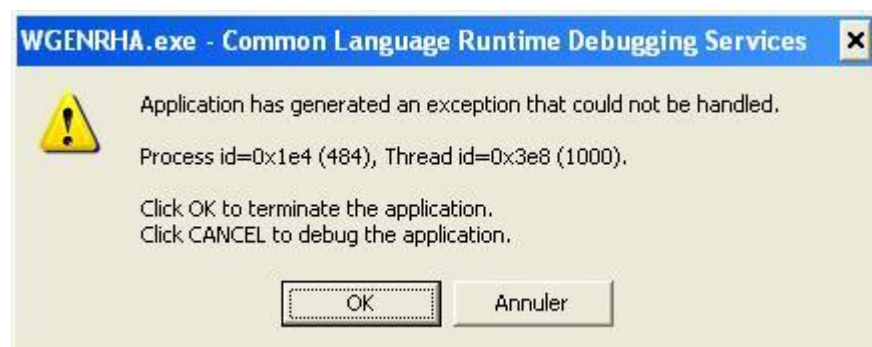 WGENRHA.exe - Common Language Runtime Debugging Services
Application has generated an exception that could not be handled.
Process id=0x1e4 (484), Thread id=0x3e8 (1000).
Click OK to terminate the application.
Click CANCEL to debug the application.
OK
Annuler